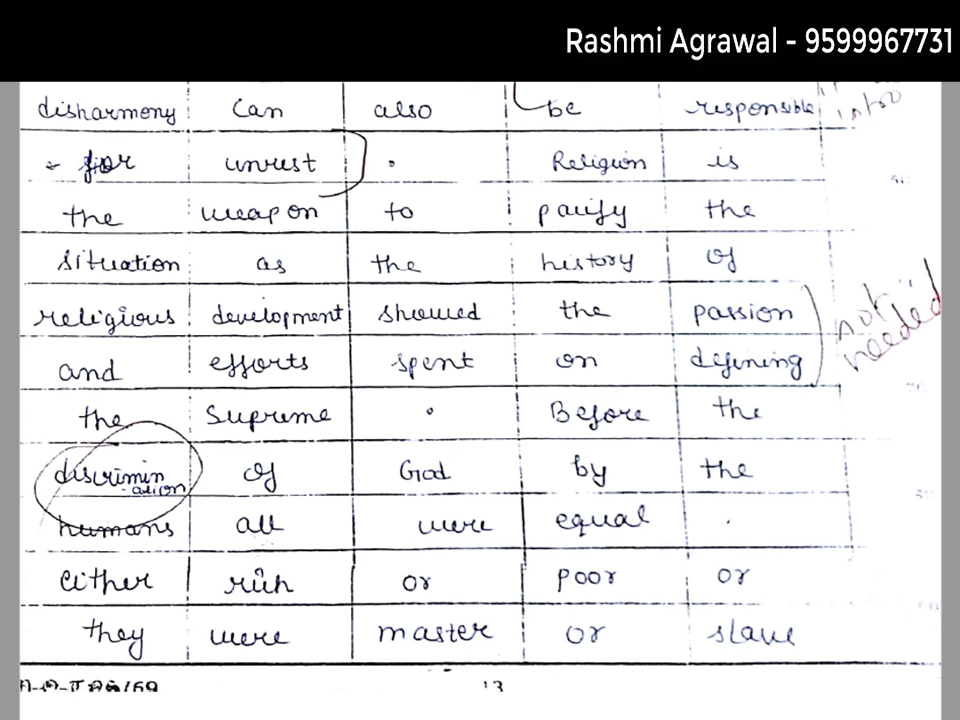 Rashmi Agrawal - 9599967731
disharmony can also be responsible
for unrest . Religion is
the weapon to pacify the
situation as the history of
religious development showed the passion
and efforts spent on defining
the Supreme . Before the
discrimination of God by the
humans all were equal .
either rich or poor or
they were master or slave
intro
not needed
13